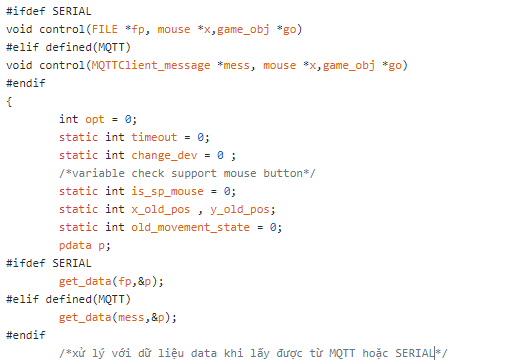 #ifdef SERIAL
void control(FILE *fp, mouse *x,game_obj *go)
#elif defined(MQTT)
void control(MQTTClient_message *mess, mouse *x,game_obj *go)
#endif
{
        int opt = 0;
        static int timeout = 0;
        static int change_dev = 0 ;
        /*variable check support mouse button*/
        static int is_sp_mouse = 0;
        static int x_old_pos , y_old_pos;
        static int old_movement_state = 0;
        pdata p;
#ifdef SERIAL
        get_data(fp,&p);
#elif defined(MQTT)
        get_data(mess,&p);
#endif
        /*xử lý với dữ liệu data khi lấy được từ MQTT hoặc SERIAL*/